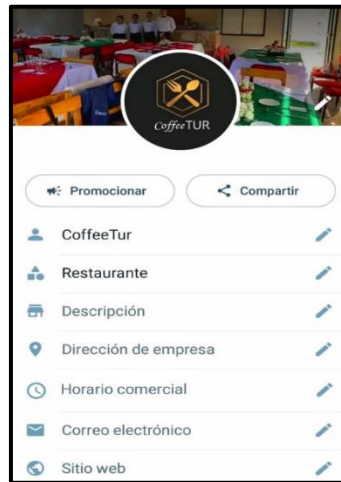 CoffeeTUR
Promocionar
Compartir
CoffeeTur
Restaurante
Descripción
Dirección de empresa
Horario comercial
Correo electrónico
Sitio web